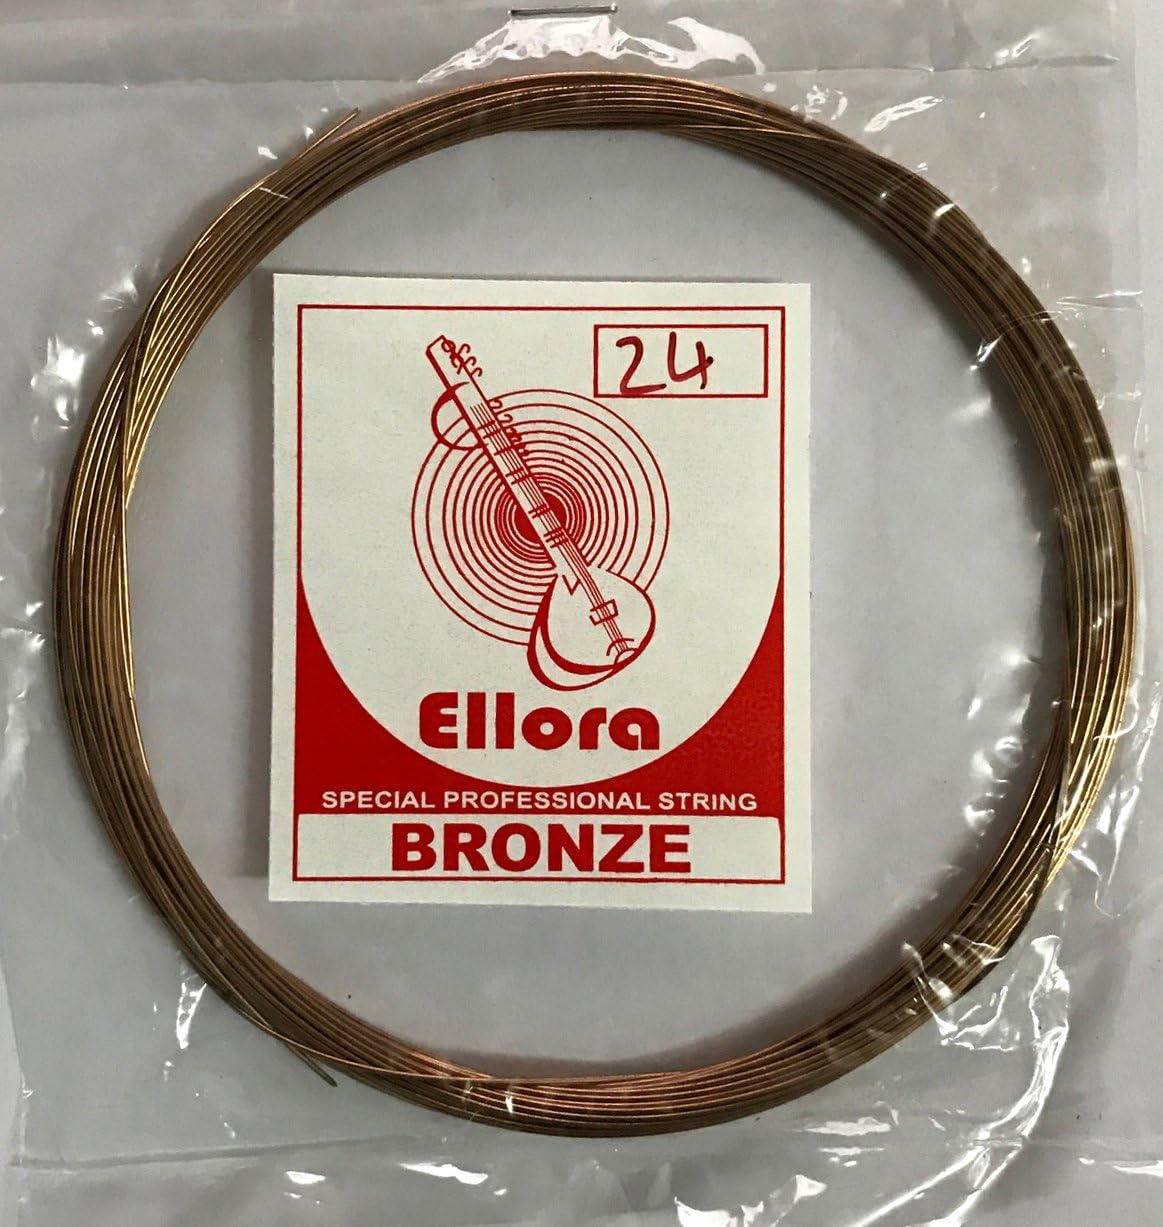 24
Ellora
SPECIAL PROFESSIONAL STRING
BRONZE